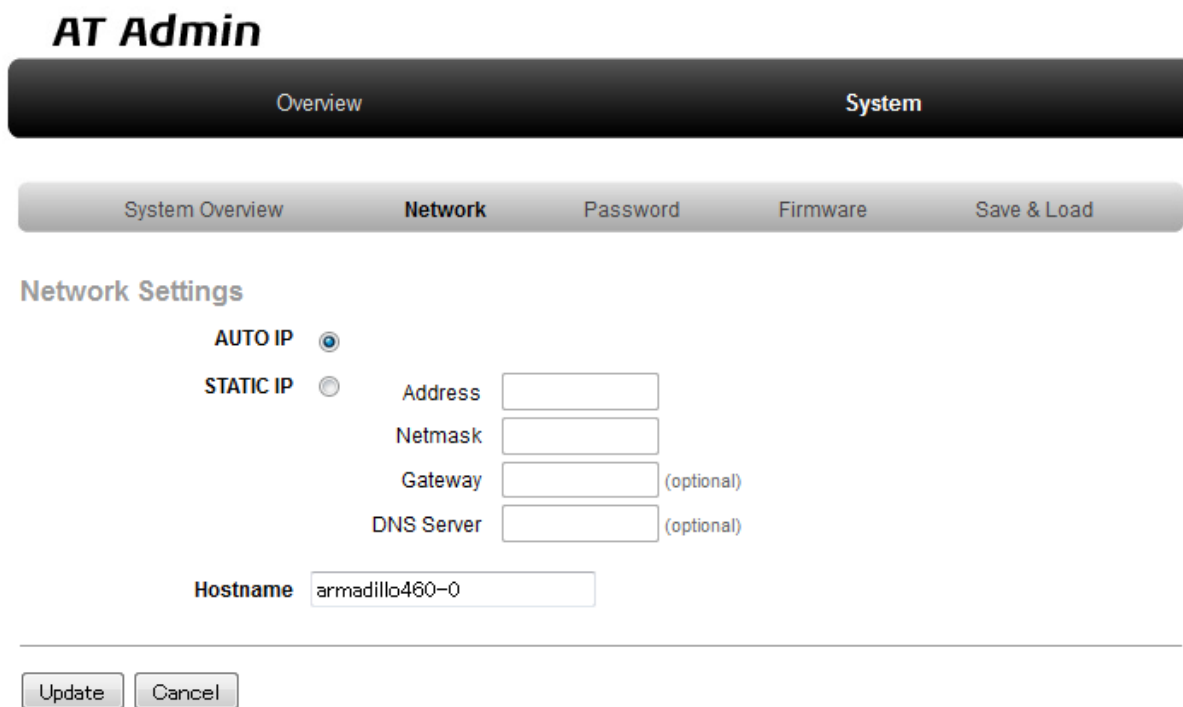 AT Admin
Overview System
System Overview Network Password Firmware Save & Load
Network Settings
AUTO IP
STATIC IP Address
Netmask
Gateway (optional)
DNS Server (optional)
Hostname armadillo460-0
Update Cancel